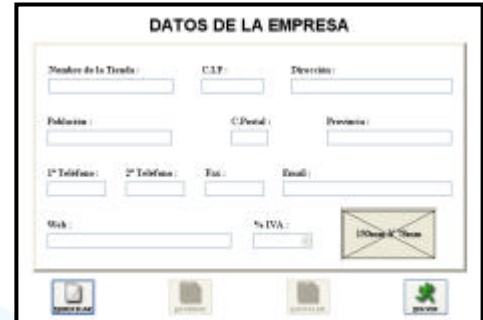 DATOS DE LA EMPRESA
Nombre de la Tienda : C.I.F : Dirección :
Población : C.Postal : Provincia :
1º Teléfono : 2º Teléfono : Fax : Email :
Web : % IVA :